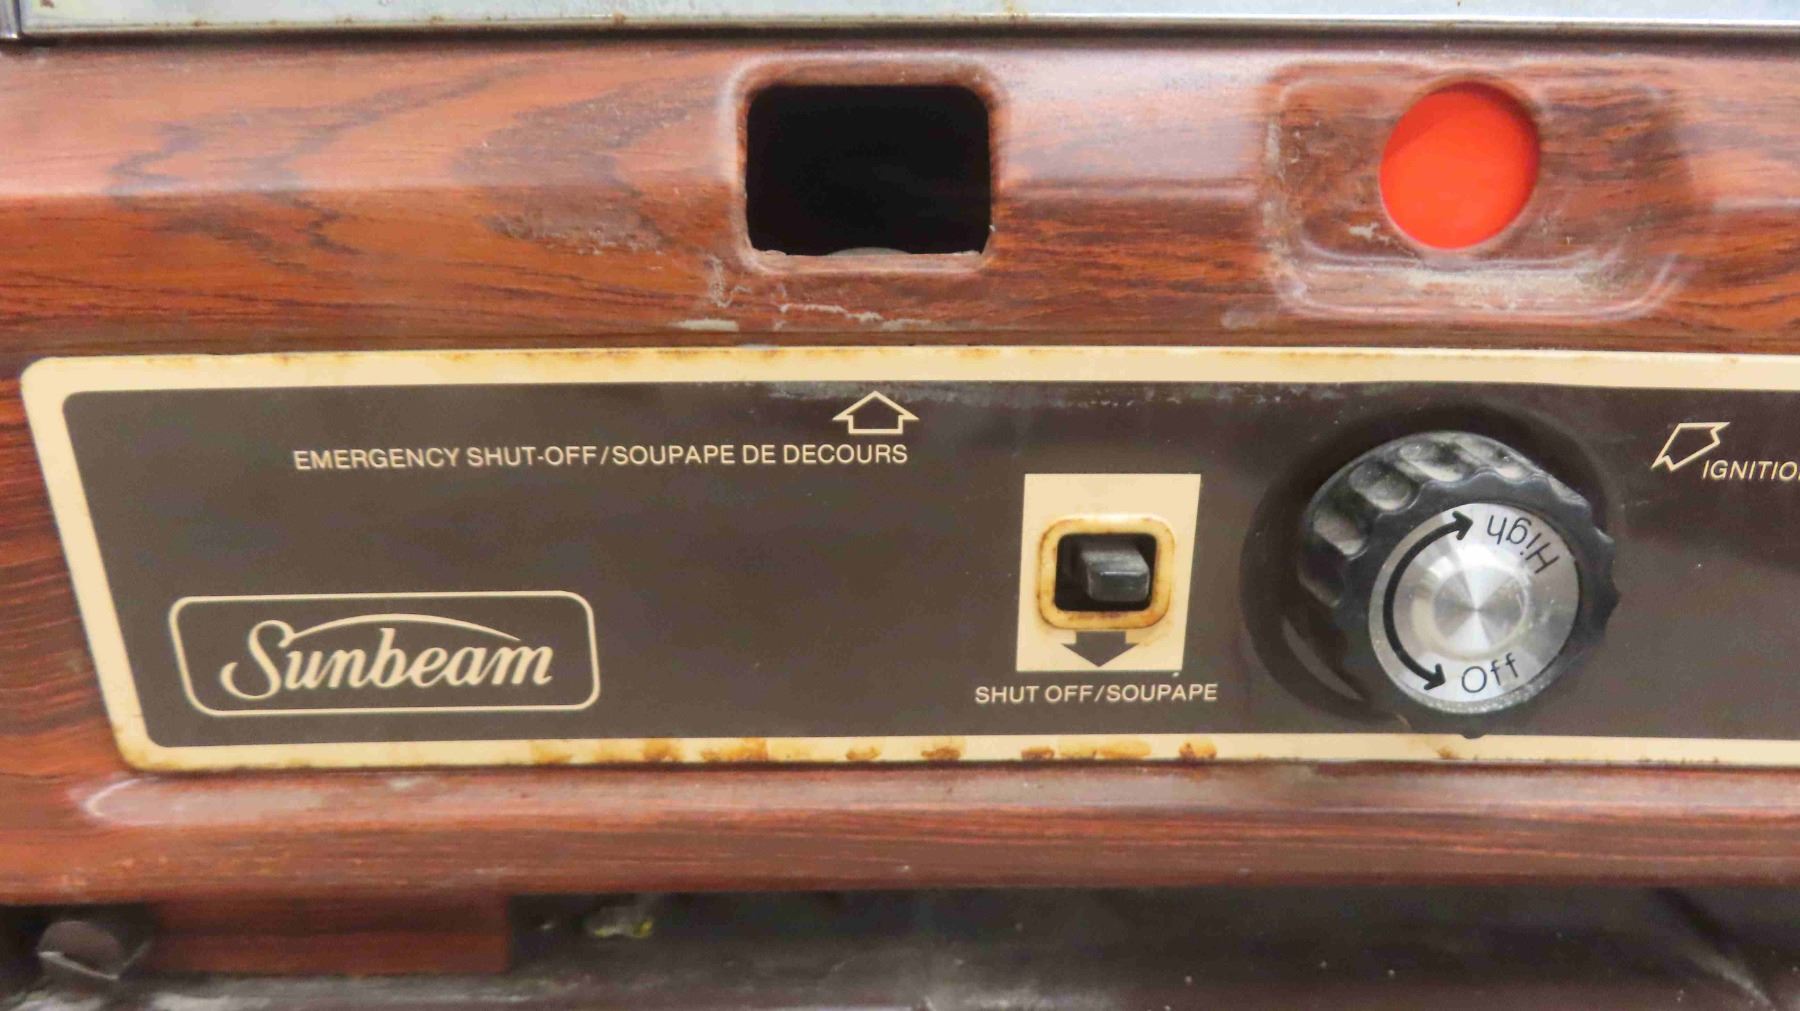 EMERGENCY SHUT-OFF/SOUPAPE DE DECOURS
Sunbeam
SHUT OFF/SOUPAPE
High
Off